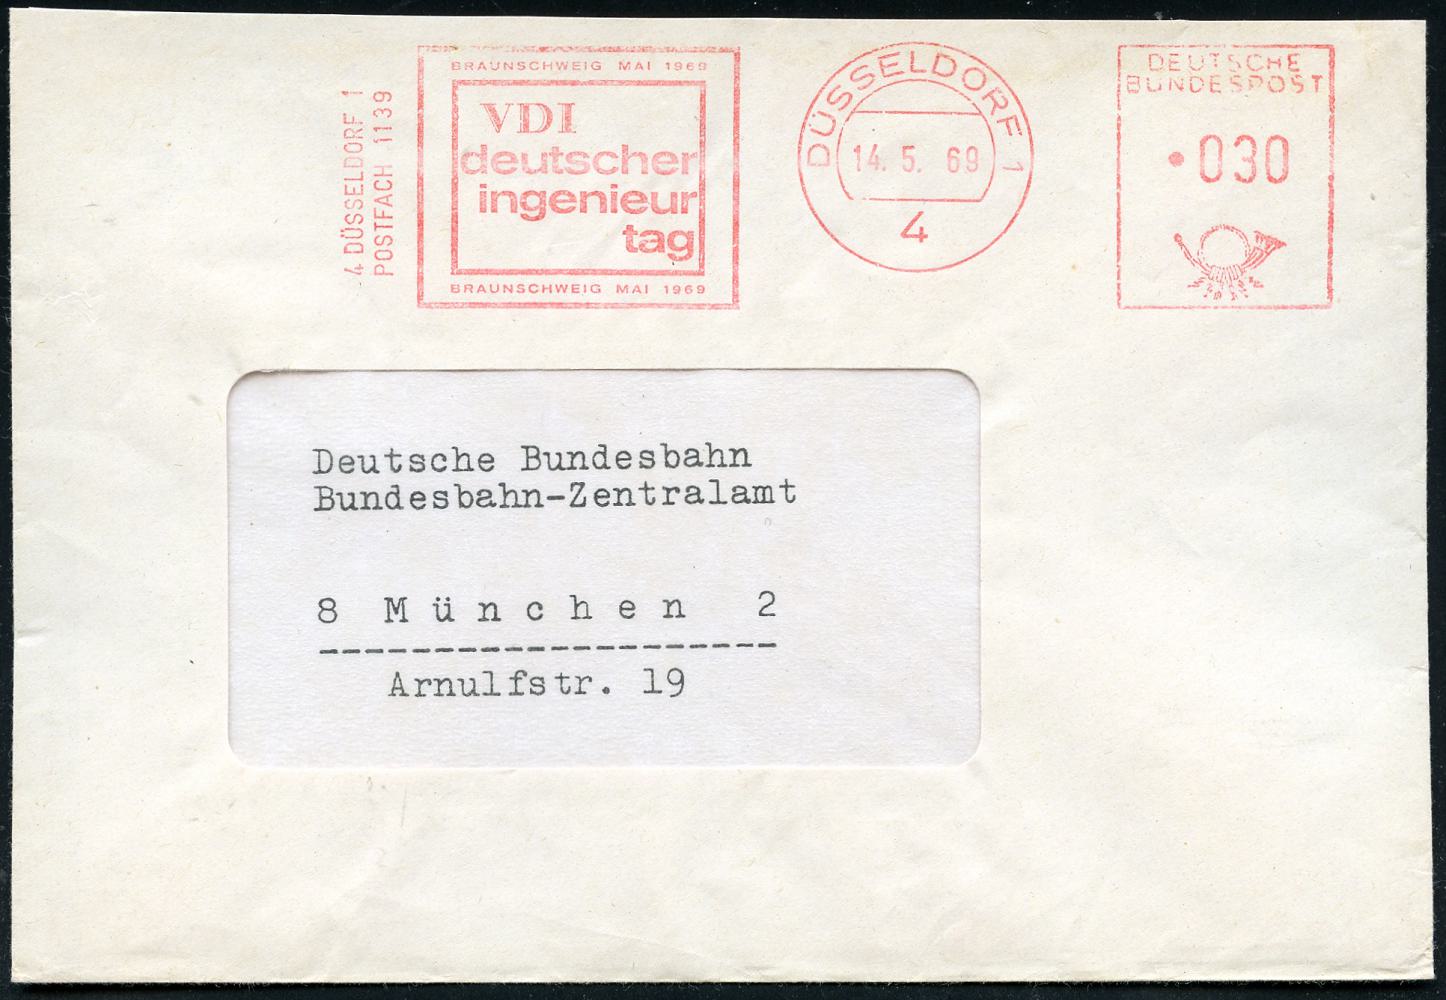 4 DÜSSELDORF 1
POSTFACH 1139
BRAUNSCHWEIG MAI 1969
VDI
deutscher
ingenieur
tag
BRAUNSCHWEIG MAI 1969
DÜSSELDORF 1
14. 5. 69
4
DEUTSCHE
BUNDESPOST
030
Deutsche Bundesbahn
Bundesbahn-Zentralamt
8 München 2
Arnulfstr. 19